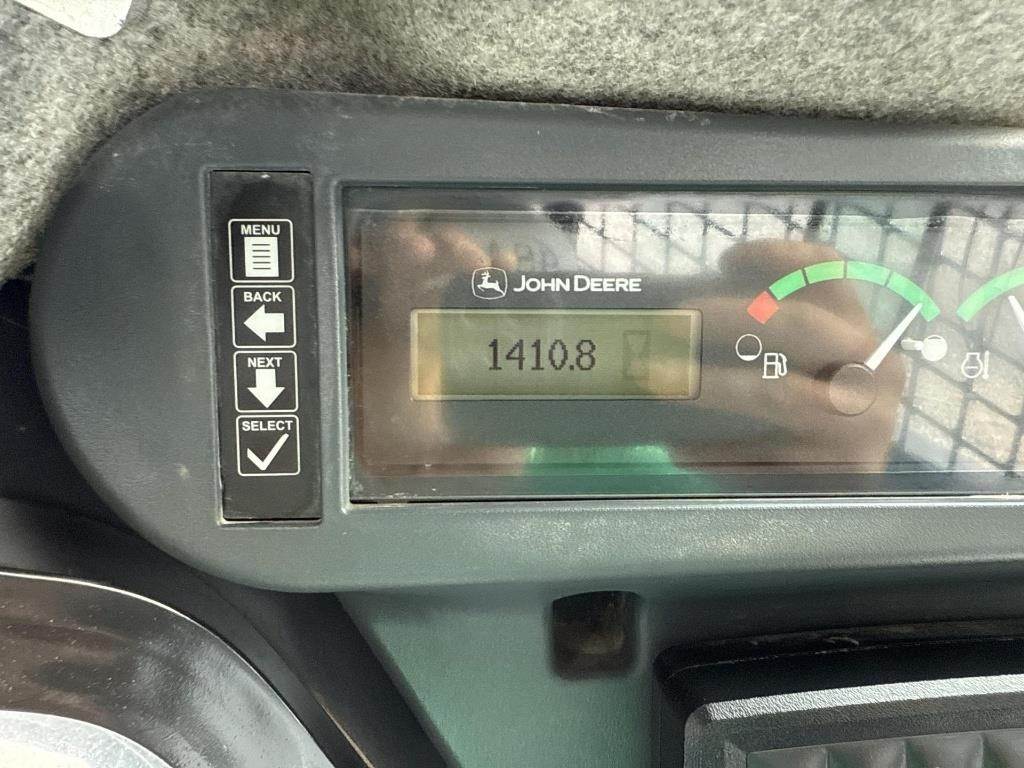 MENU
BACK
NEXT
SELECT
JOHN DEERE
1410.8